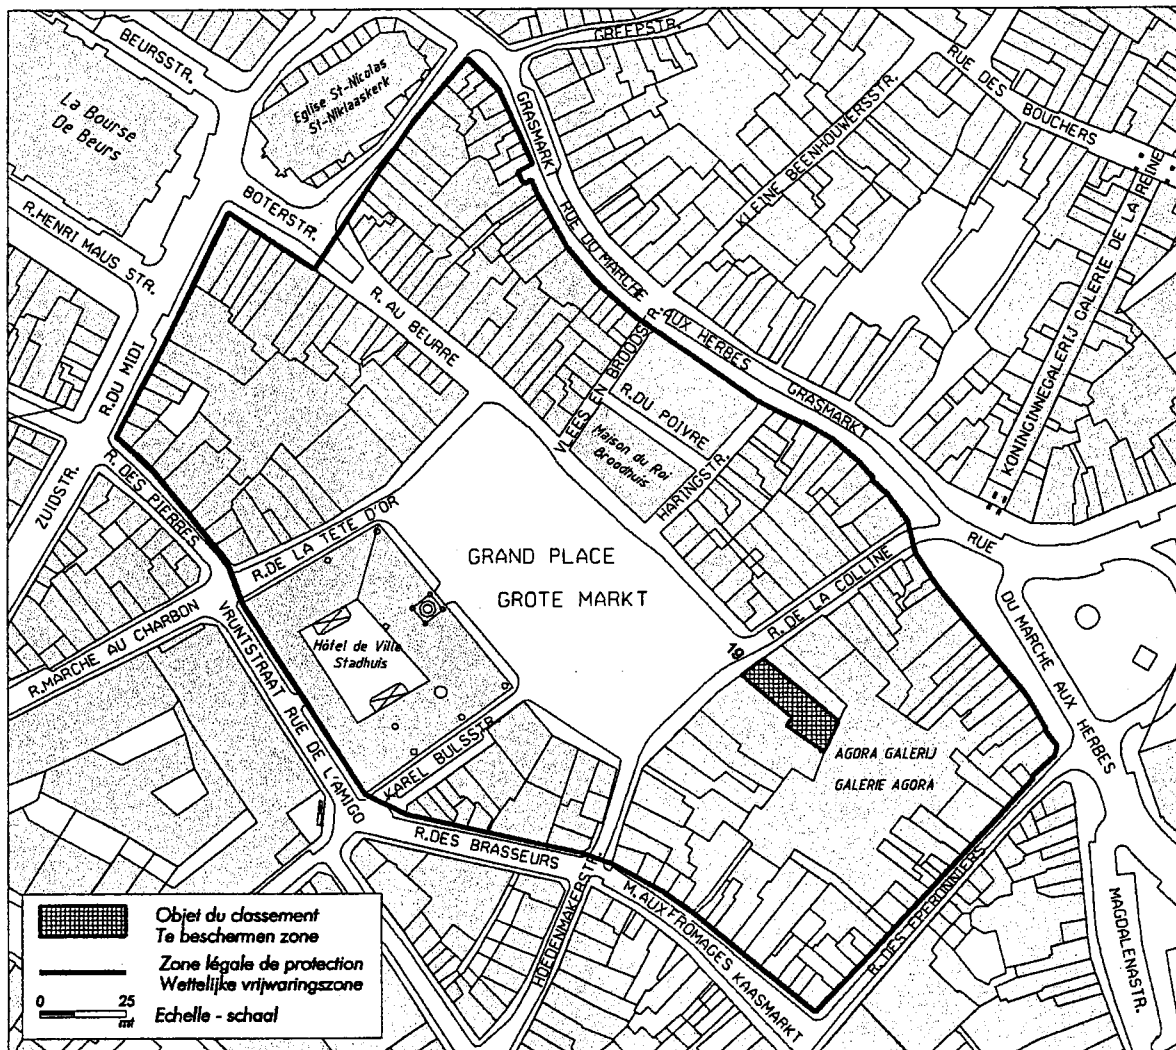 BEURSSTR.
La Bourse
De Beurs
Eglise St-Nicolas
St-Niklaaskerk
GREEPSTR.
RUE DES
BOUCHERS
GRASMARKT
KLEINE BEENHOUWERSSTR.
KONINGINNEGALERIJ GALERIE DE LA REINE
R.HENRI MAUS STR.
BOTERSTR.
RUE DU MARCHE
AUX HERBES
GRASMARKT
R. AU BEURRE
R.DU MIDI
VLEES EN BROODSTR.
R.DU POIVRE
Maison du Roi
Broodhuis
HARINGSTR.
ZUIDSTR.
R. DES PIERRES
R.DE LA TETE D'OR
GRAND PLACE
GROTE MARKT
RUE
DU MARCHE AUX HERBES
R. DE LA COLLINE
19
R.MARCHE AU CHARBON
VRUNTSTRAAT RUE DE L'AMIGO
Hôtel de Ville
Stadhuis
KAREL BULSSTR.
AGORA GALERIJ
GALERIE AGORA
R.DES BRASSEURS
HOEDENMAKERSTR.
M. AUX FROMAGES KAASMARKT
R. DES EPERONNIERS
MAGDALENASTR.
Objet du classement
Te beschermen zone
Zone légale de protection
Wettelijke vrijwaringszone
0 25
mt
Echelle - schaal